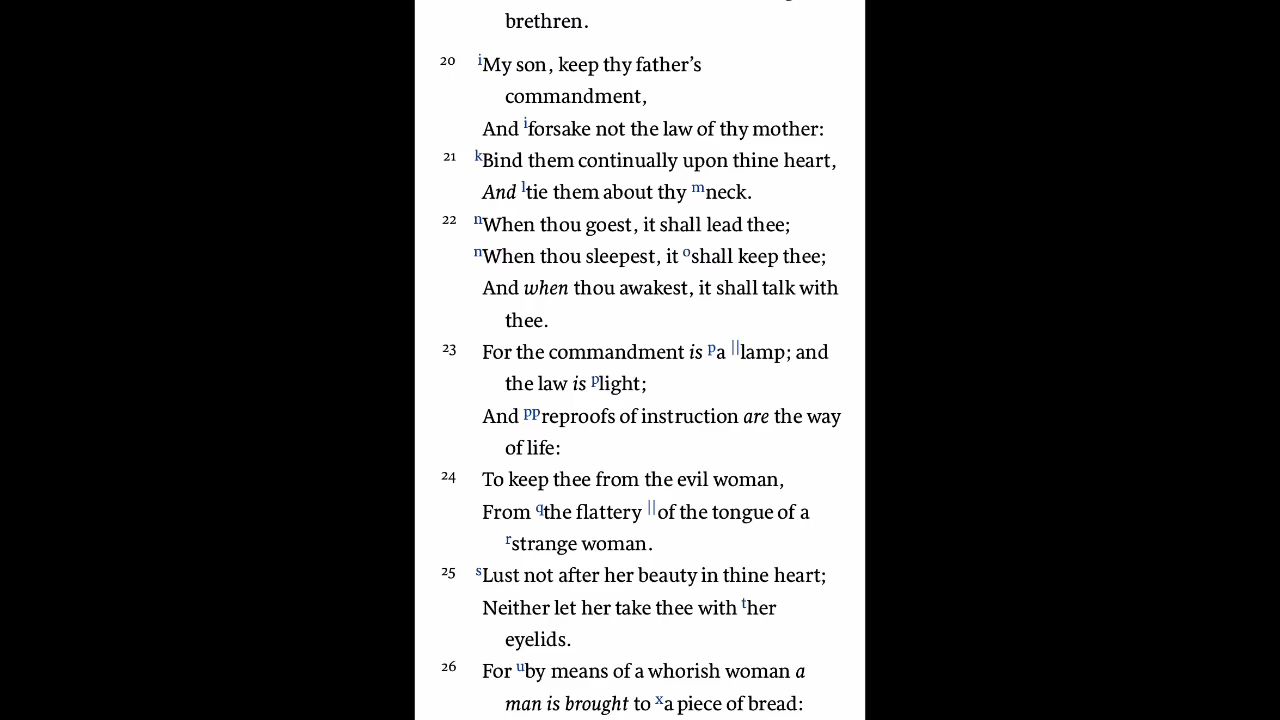 brethren.
20 iMy son, keep thy father’s
commandment,
And iforsake not the law of thy mother:
21 kBind them continually upon thine heart,
And ltie them about thy mneck.
22 nWhen thou goest, it shall lead thee;
nWhen thou sleepest, it oshall keep thee;
And when thou awakest, it shall talk with
thee.
23 For the commandment is pa ||lamp; and
the law is plight;
And ppreproofs of instruction are the way
of life:
24 To keep thee from the evil woman,
From qthe flattery ||of the tongue of a
rstrange woman.
25 sLust not after her beauty in thine heart;
Neither let her take thee with ther
eyelids.
26 For uby means of a whorish woman a
man is brought to xa piece of bread: